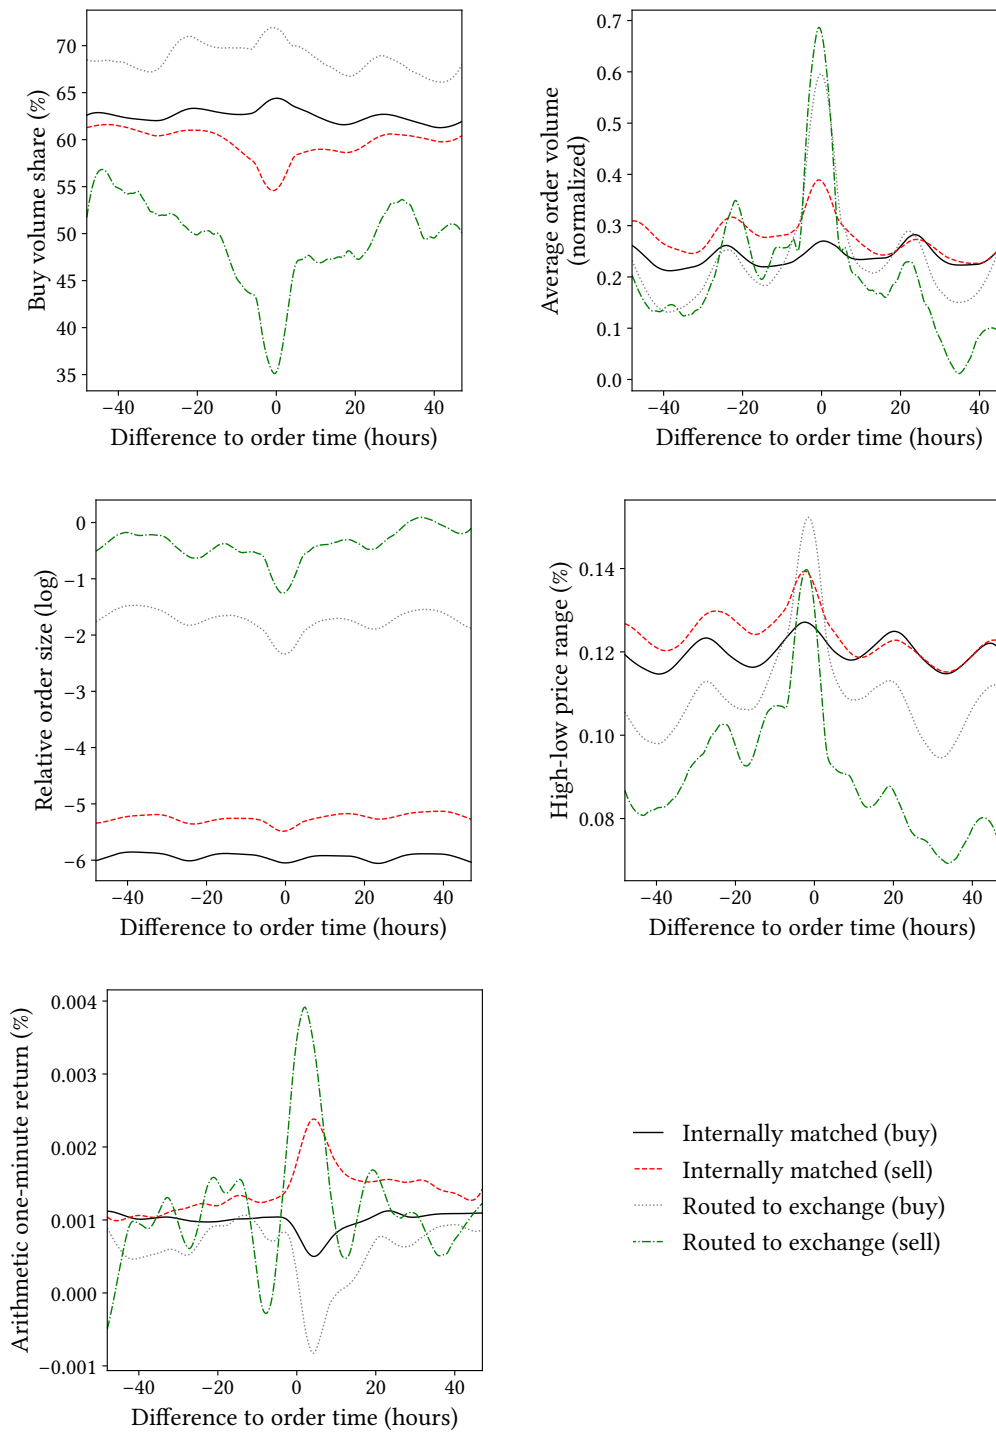 70
65
60
55
50
45
40
35
Buy volume share (%)
−40 −20 0 20 40
Difference to order time (hours)
0.7
0.6
0.5
0.4
0.3
0.2
0.1
0.0
Average order volume
(normalized)
−40 −20 0 20 40
Difference to order time (hours)
0
−1
−2
−3
−4
−5
−6
Relative order size (log)
−40 −20 0 20 40
Difference to order time (hours)
0.14
0.12
0.10
0.08
High-low price range (%)
−40 −20 0 20 40
Difference to order time (hours)
0.004
0.003
0.002
0.001
0.000
−0.001
Arithmetic one-minute return (%)
−40 −20 0 20 40
Difference to order time (hours)
Internally matched (buy)
Internally matched (sell)
Routed to exchange (buy)
Routed to exchange (sell)